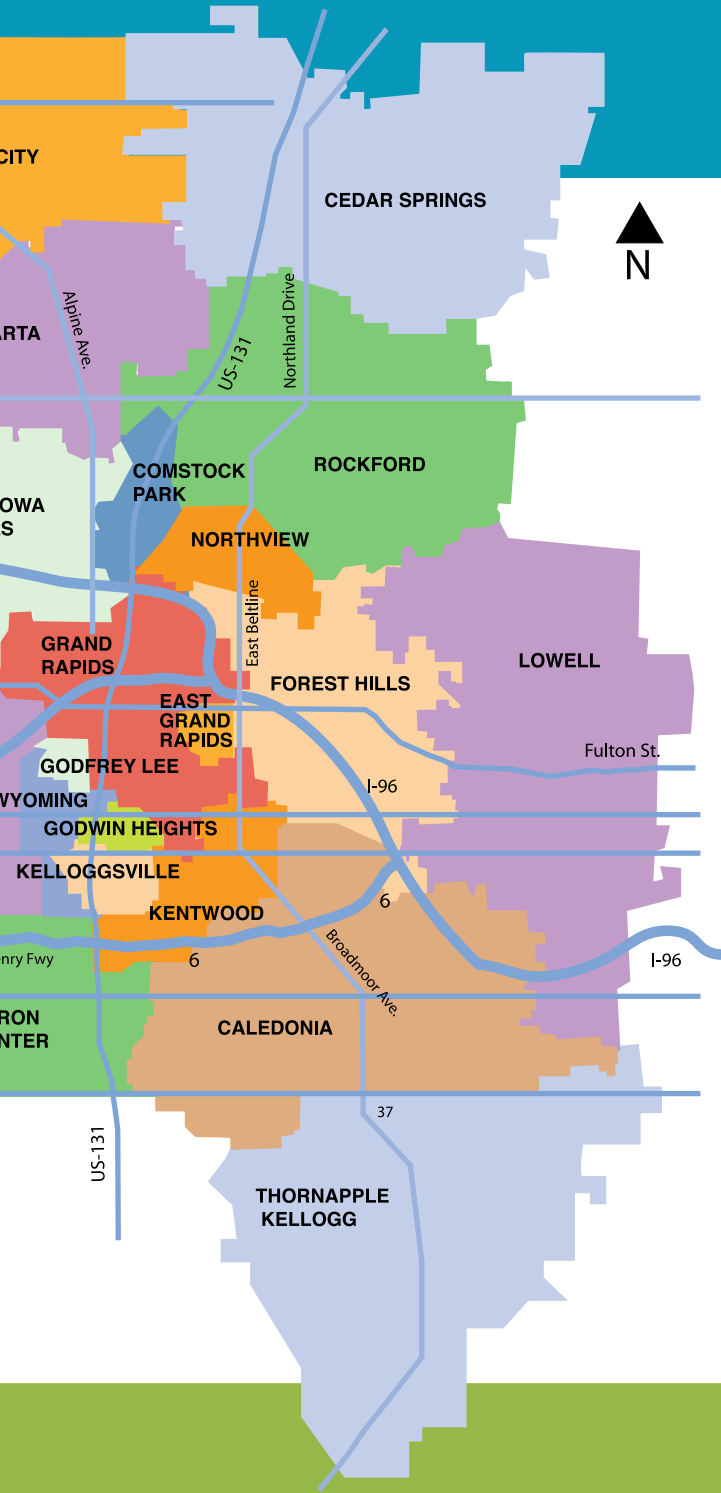 CITY
CEDAR SPRINGS
N
Alpine Ave.
Northland Drive
US-131
ARTA
COMSTOCK
PARK
ROCKFORD
OWA
S
NORTHVIEW
East Beltline
GRAND
RAPIDS
FOREST HILLS
LOWELL
EAST
GRAND
RAPIDS
Fulton St.
GODFREY LEE
I-96
WYOMING
GODWIN HEIGHTS
KELLOGGSVILLE
6
KENTWOOD
Broadmoor Ave.
enry Fwy
6
I-96
RON
NTER
CALEDONIA
37
US-131
THORNAPPLE
KELLOGG